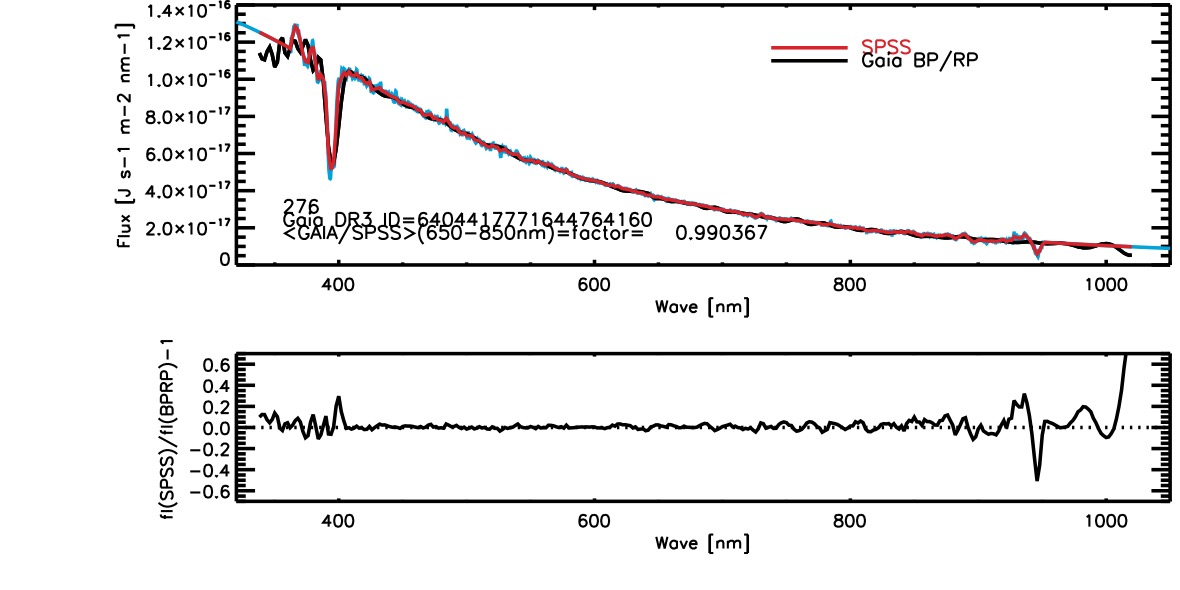 1.4×10−16
1.2×10−16
1.0×10−16
8.0×10−17
6.0×10−17
4.0×10−17
2.0×10−17
0
Flux [J s−1 m−2 nm−1]
SPSS
Gaia BP/RP
276
Gaia DR3 ID=6404417771644764160
<GAIA/SPSS>(650−850nm)=factor= 0.990367
400 600 800 1000
Wave [nm]
0.6
0.4
0.2
0.0
−0.2
−0.4
−0.6
fl(SPSS)/fl(BPRP)−1
400 600 800 1000
Wave [nm]